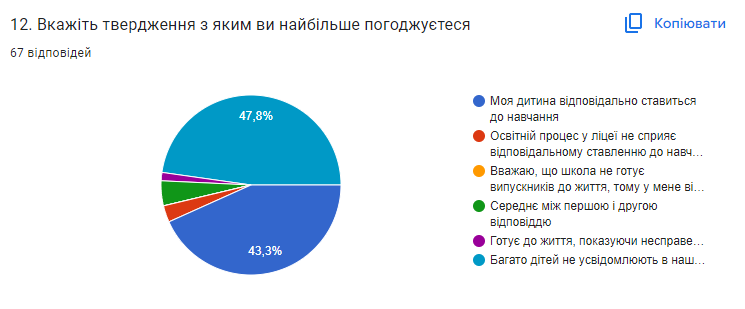 12. Вкажіть твердження з яким ви найбільше погоджуєтеся
Копіювати
67 відповідей
47,8%
43,3%
Моя дитина відповідально ставиться
до навчання
Освітній процес у ліцеї не сприяє
відповідальному ставленню до навч…
Вважаю, що школа не готує
випускників до життя, тому у мене ві…
Середнє між першою і другою
відповіддю
Готує до життя, показуючи несправе…
Багато дітей не усвідомлюють в наш…